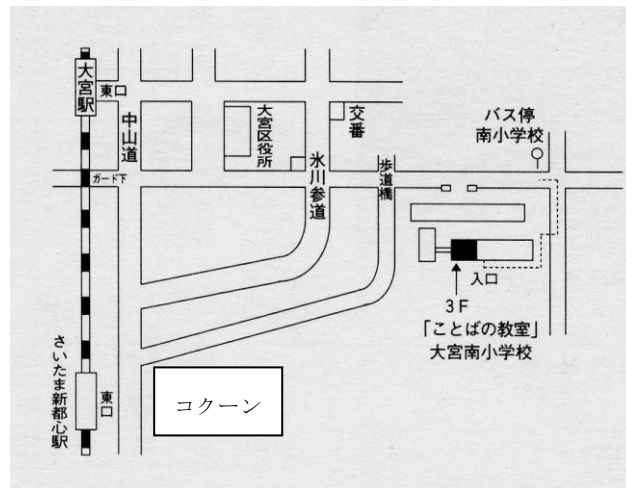 大宮駅
東口
中山道
大宮区役所
交番
氷川参道
歩道橋
バス停
南小学校
ガード下
入口
3F
「ことばの教室」
大宮南小学校
さいたま新都心駅
東口
コクーン